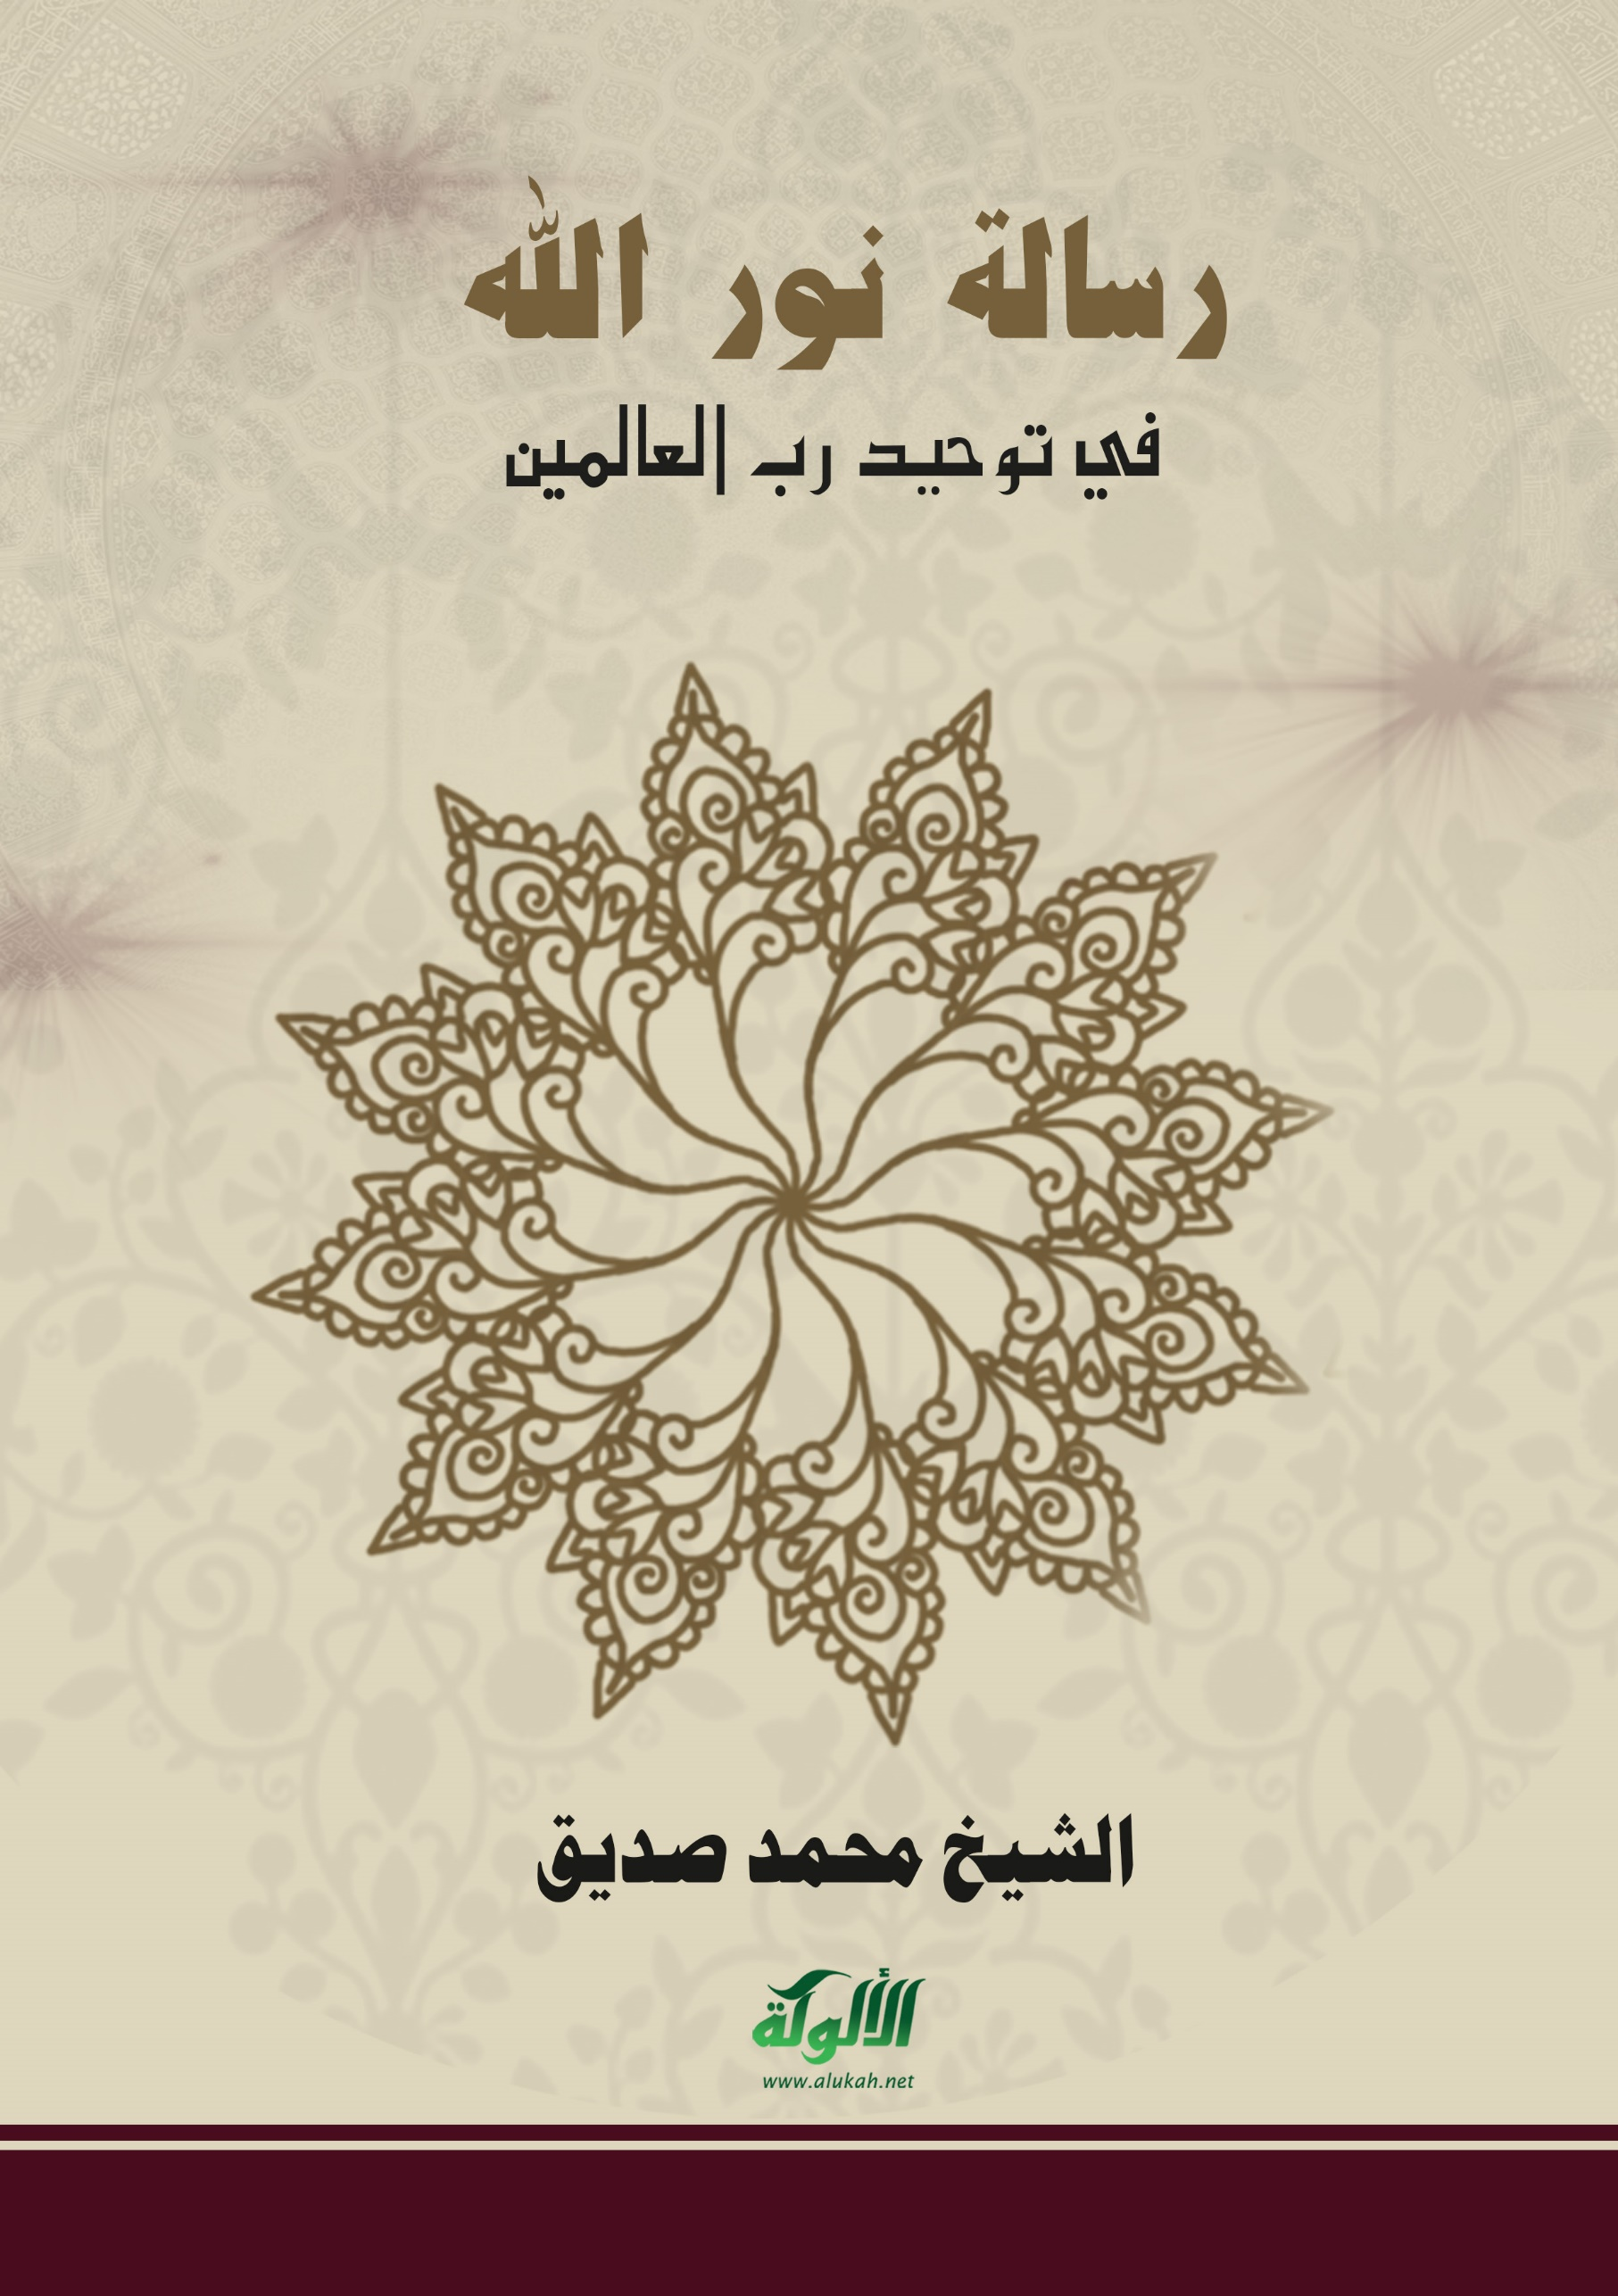 رسالة نور الله
في توحيد رب العالمين
الشيخ محمد صديق
الألوكة
www.alukah.net